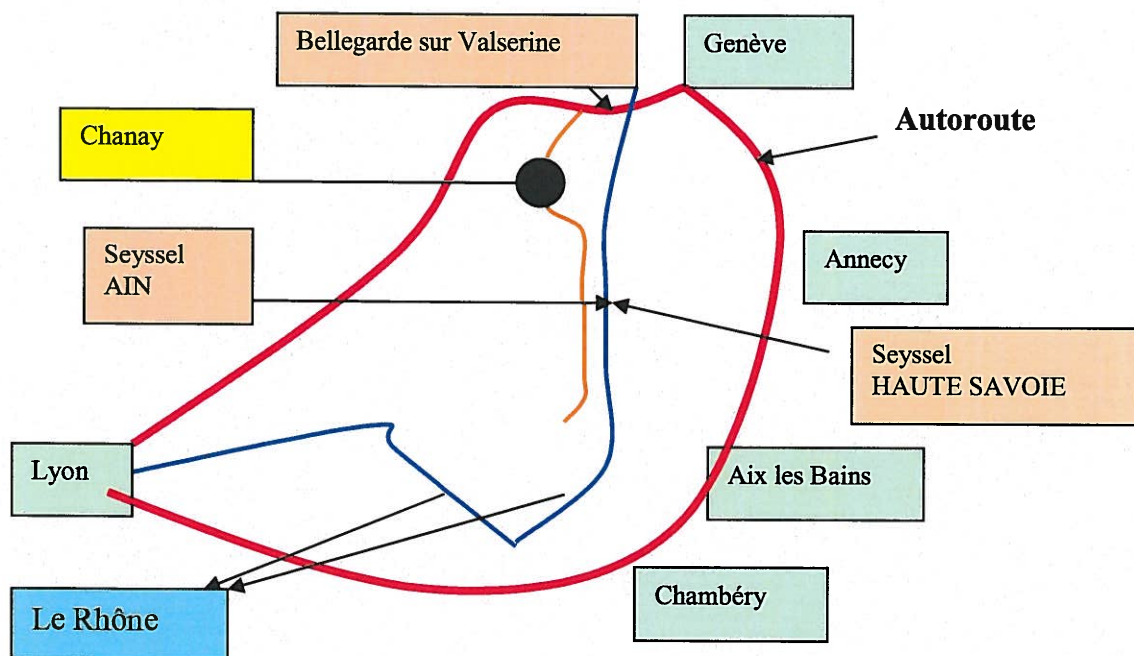 Bellegarde sur Valserine
Genève
Autoroute
Chanay
Seyssel
AIN
Annecy
Seyssel
HAUTE SAVOIE
Lyon
Aix les Bains
Chambéry
Le Rhône